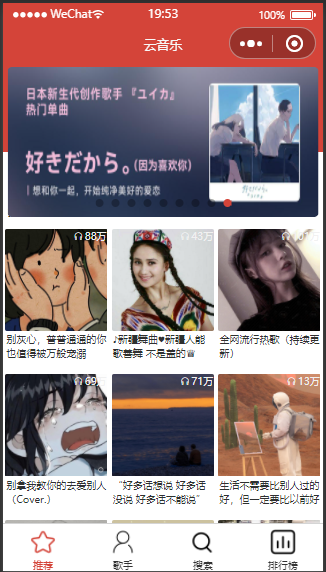 WeChat
19:53
100%
云音乐
日本新生代创作歌手 『ユイカ』
热门单曲
好きだから。(因为喜欢你)
| 想和你一起，开始纯净美好的爱恋
88万
43万
101万
别灰心，普普通通的你
也值得被万般宠溺
♪新疆舞曲♥新疆人能
歌善舞 不是盖的♕
全网流行热歌（持续更
新）
69万
71万
13万
别拿我教你的去爱别人
（Cover.）
“好多话想说 好多话
没说 好多话不能说”
生活不需要比别人过的
好，但一定要比以前好
推荐
歌手
搜索
排行榜